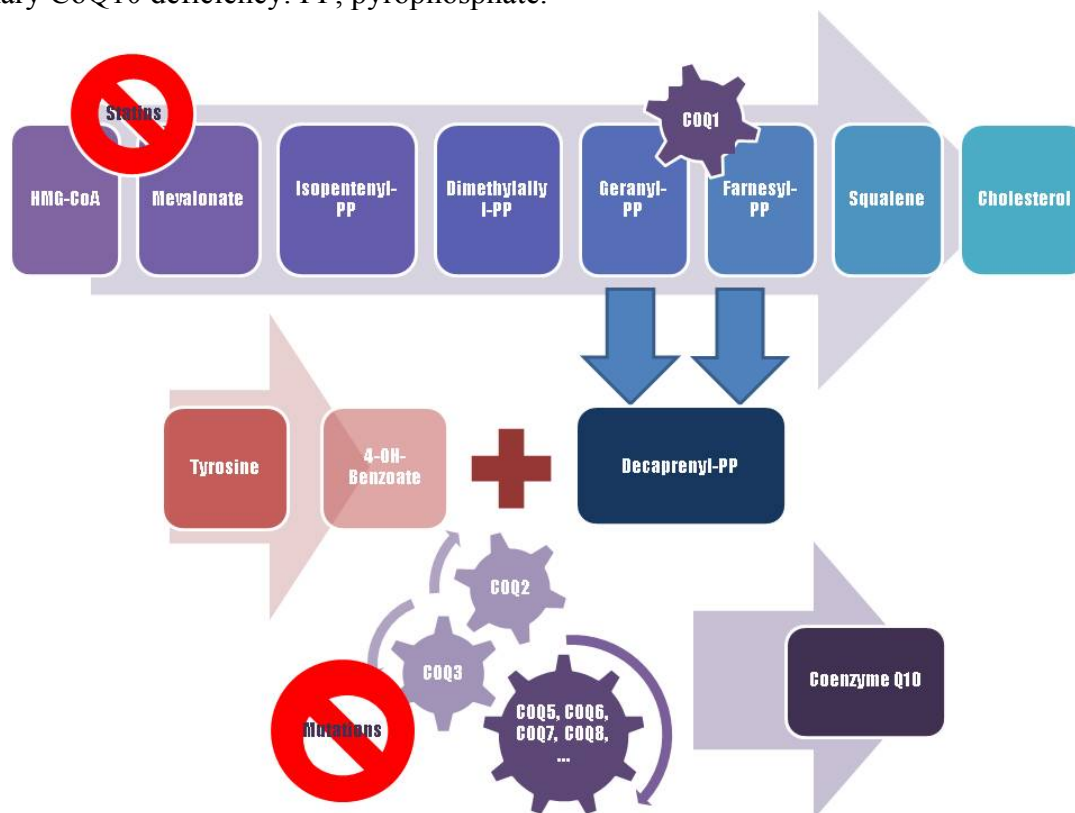 ary CoQ10 deficiency. PP, pyrophosphate.
Statins
COQ1
HMG-CoA
Mevalonate
Isopentenyl-
PP
Dimethylally
l-PP
Geranyl-
PP
Farnesyl-
PP
Squalene
Cholesterol
Tyrosine
4-OH-
Benzoate
Decaprenyl-PP
COQ2
COQ3
Mutations
COQ5, COQ6,
COQ7, COQ8,
...
Coenzyme Q10